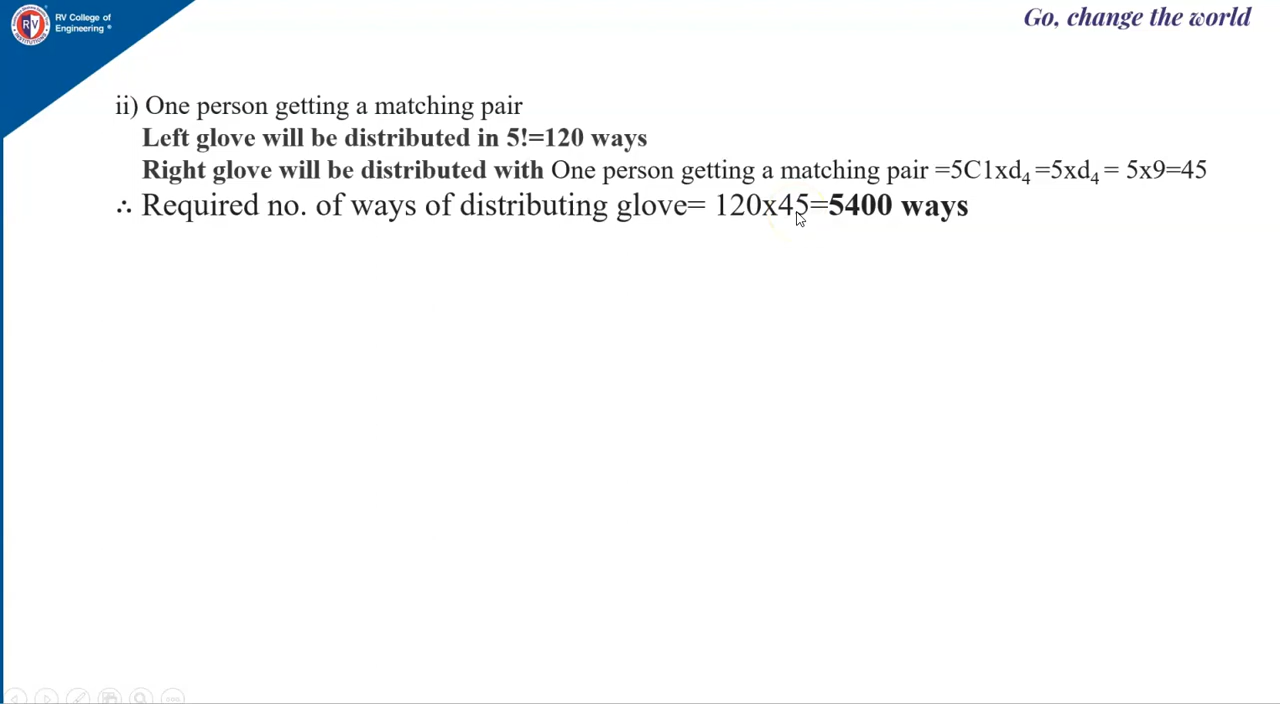 RV College of
Engineering ®
Go, change the world
ii) One person getting a matching pair
Left glove will be distributed in 5!=120 ways
Right glove will be distributed with One person getting a matching pair =5C1xd₄ =5xd₄ = 5x9=45
∴ Required no. of ways of distributing glove= 120x45=5400 ways